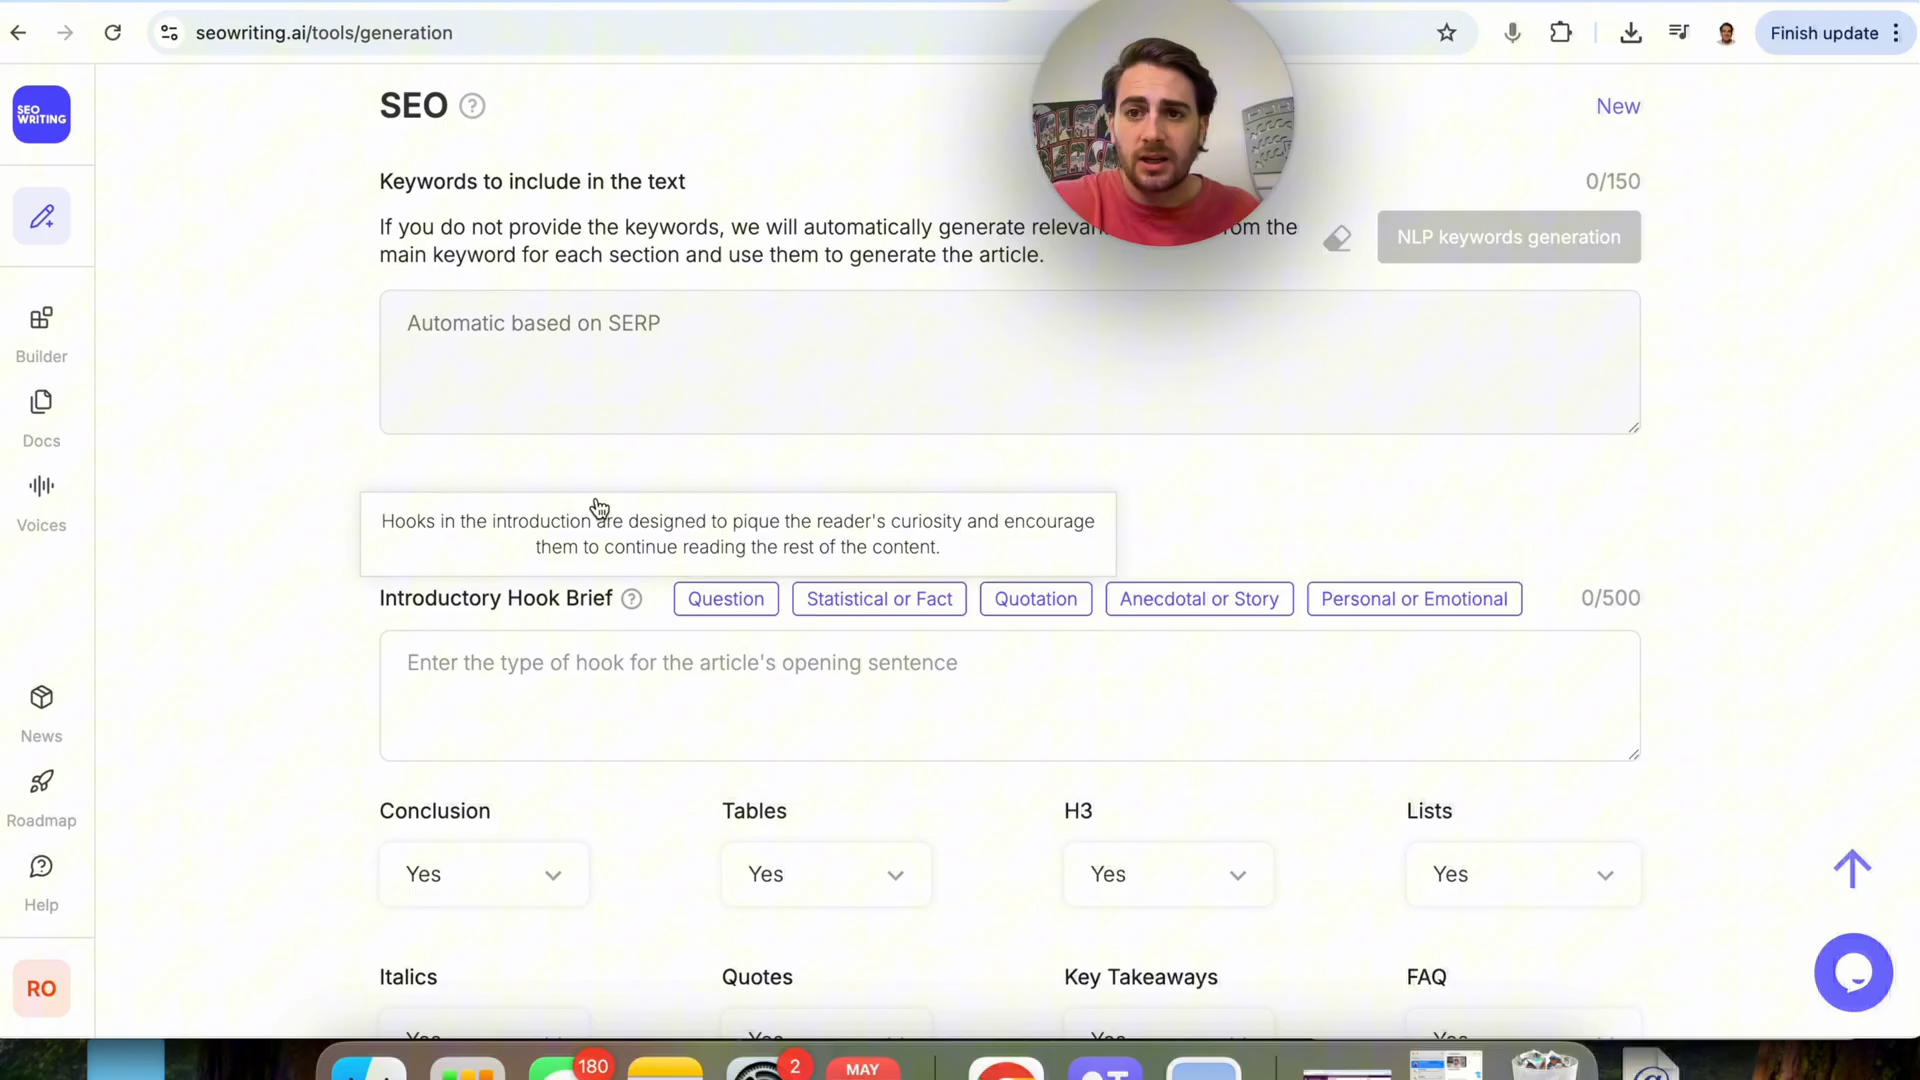 seowriting.ai/tools/generation
Finish update
SEO
WRITING
SEO
New
Keywords to include in the text
0/150
If you do not provide the keywords, we will automatically generate om the
main keyword for each section and use them to generate the article.
NLP keywords generation
Automatic based on SERP
Builder
Docs
Voices
Hooks in the introduction are designed to pique the reader's curiosity and encourage
them to continue reading the rest of the content.
Introductory Hook Brief
Question
Statistical or Fact
Quotation
Anecdotal or Story
Personal or Emotional
0/500
Enter the type of hook for the article's opening sentence
News
Roadmap
Help
RO
Conclusion
Tables
H3
Lists
Yes
Yes
Yes
Yes
Italics
Quotes
Key Takeaways
FAQ
Yes
Yes
Yes
Yes
180
2
MAY